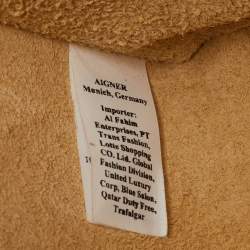 AIGNER
Munich, Germany
Importer:
Al Fahim
Enterprises, PT
Trans Fashion,
Lotte Shopping
CO, Ltd. Global
Fashion Division,
United Luxury
Corp, Blue Salon,
Qatar Duty Free,
Trafalgar